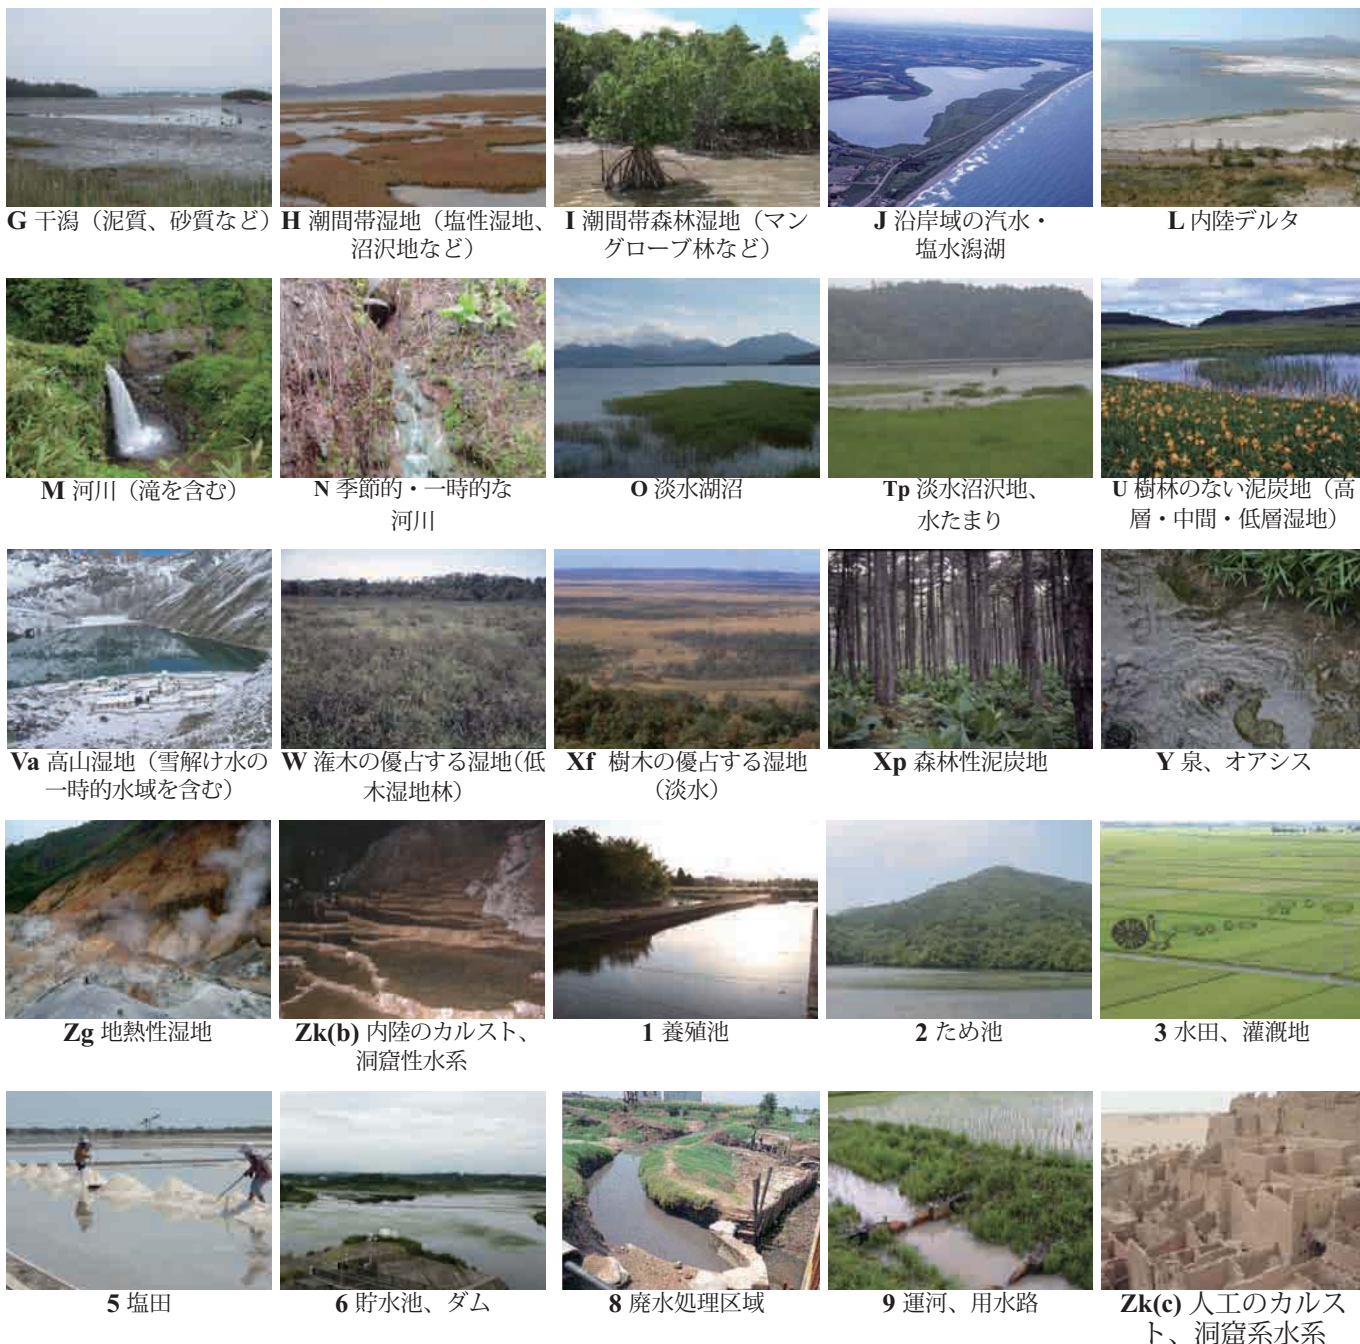 G 干潟（泥質、砂質など）
H 潮間帯湿地（塩性湿地、
沼沢地など）
I 潮間帯森林湿地（マン
グローブ林など）
J 沿岸域の汽水・
塩水潟湖
L 内陸デルタ
M 河川（滝を含む）
N 季節的・一時的な
河川
O 淡水湖沼
Tp 淡水沼沢地、
水たまり
U 樹林のない泥炭地（高
層・中間・低層湿地）
Va 高山湿地（雪解け水の
一時的水域を含む）
W 潅木の優占する湿地（低
木湿地林）
Xf 樹木の優占する湿地
（淡水）
Xp 森林性泥炭地
Y 泉、オアシス
Zg 地熱性湿地
Zk(b) 内陸のカルスト、
洞窟性水系
1 養殖池
2 ため池
3 水田、灌漑地
5 塩田
6 貯水池、ダム
8 廃水処理区域
9 運河、用水路
Zk(c) 人工のカルス
ト、洞窟系水系